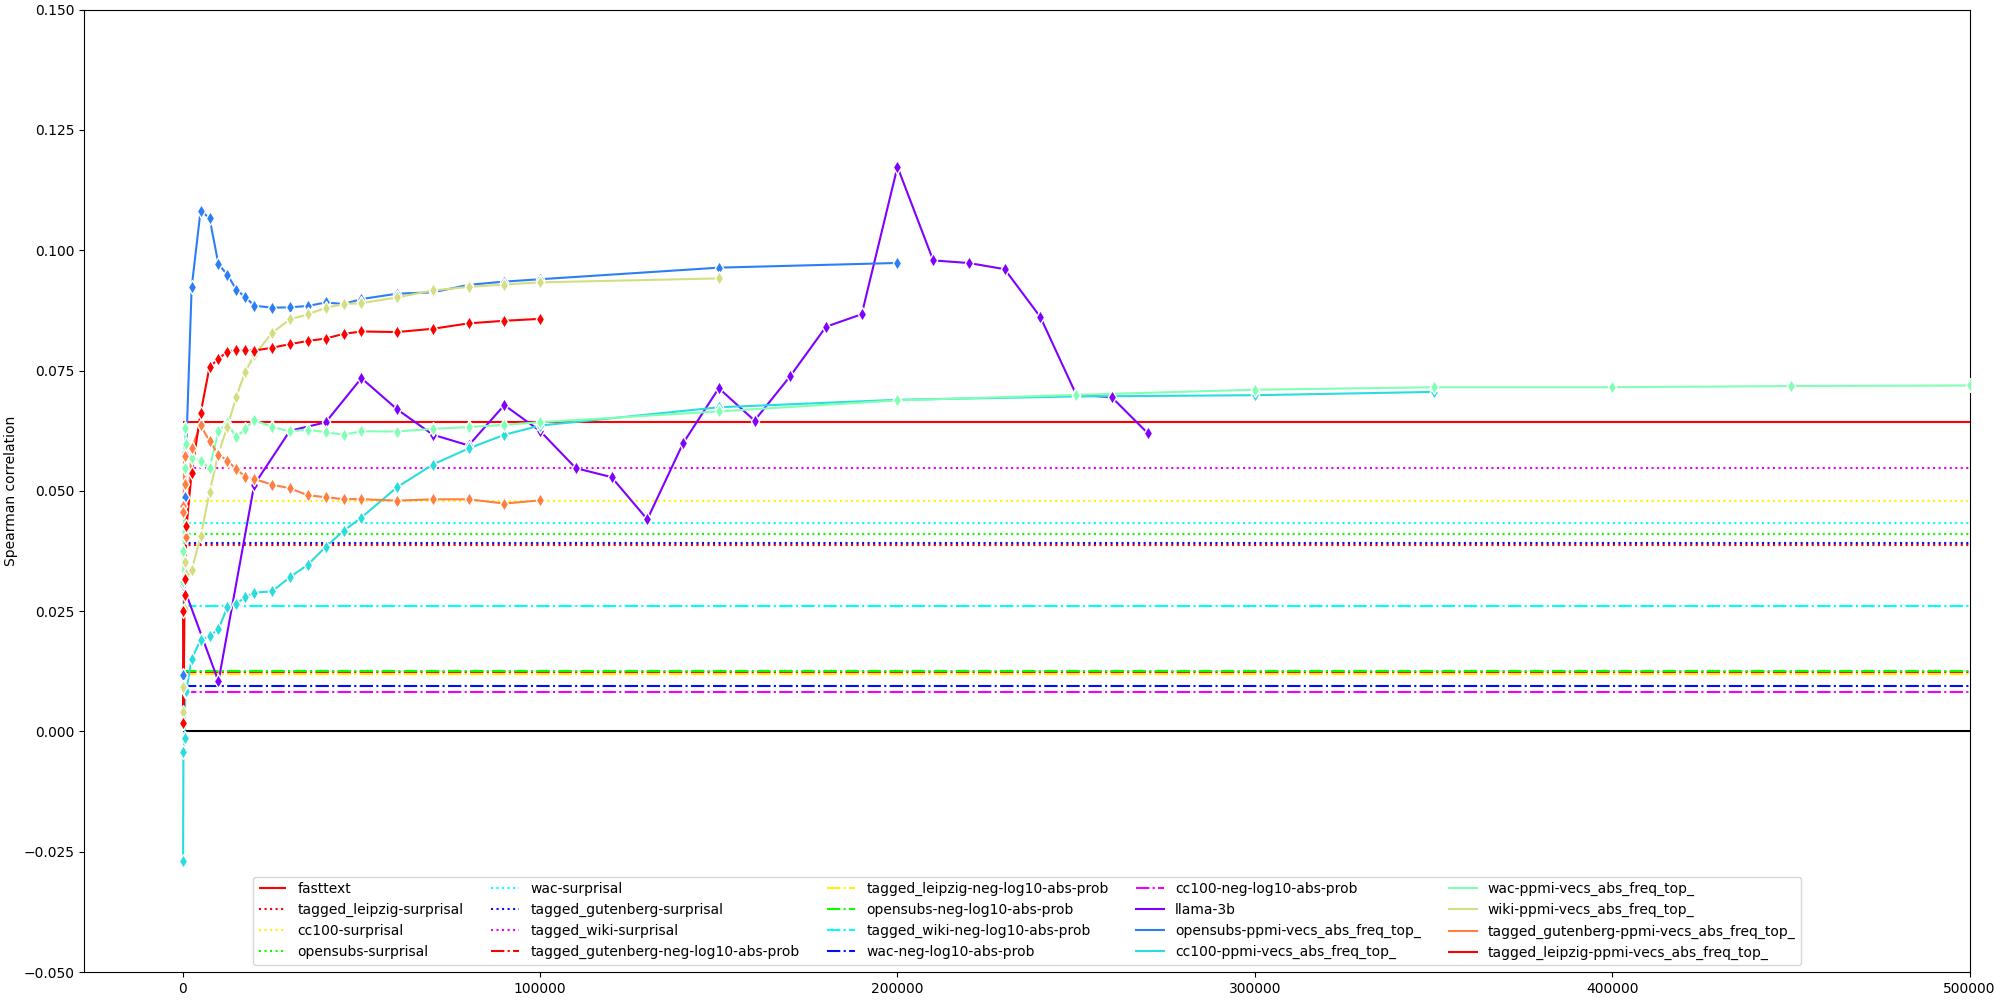 0.150
0.125
0.100
0.075
0.050
0.025
0.000
−0.025
−0.050
Spearman correlation
fasttext
tagged_leipzig-surprisal
cc100-surprisal
opensubs-surprisal
wac-surprisal
tagged_gutenberg-surprisal
tagged_wiki-surprisal
tagged_gutenberg-neg-log10-abs-prob
tagged_leipzig-neg-log10-abs-prob
opensubs-neg-log10-abs-prob
tagged_wiki-neg-log10-abs-prob
wac-neg-log10-abs-prob
cc100-neg-log10-abs-prob
llama-3b
opensubs-ppmi-vecs_abs_freq_top_
cc100-ppmi-vecs_abs_freq_top_
wac-ppmi-vecs_abs_freq_top_
wiki-ppmi-vecs_abs_freq_top_
tagged_gutenberg-ppmi-vecs_abs_freq_top_
tagged_leipzig-ppmi-vecs_abs_freq_top_
0
100000
200000
300000
400000
500000